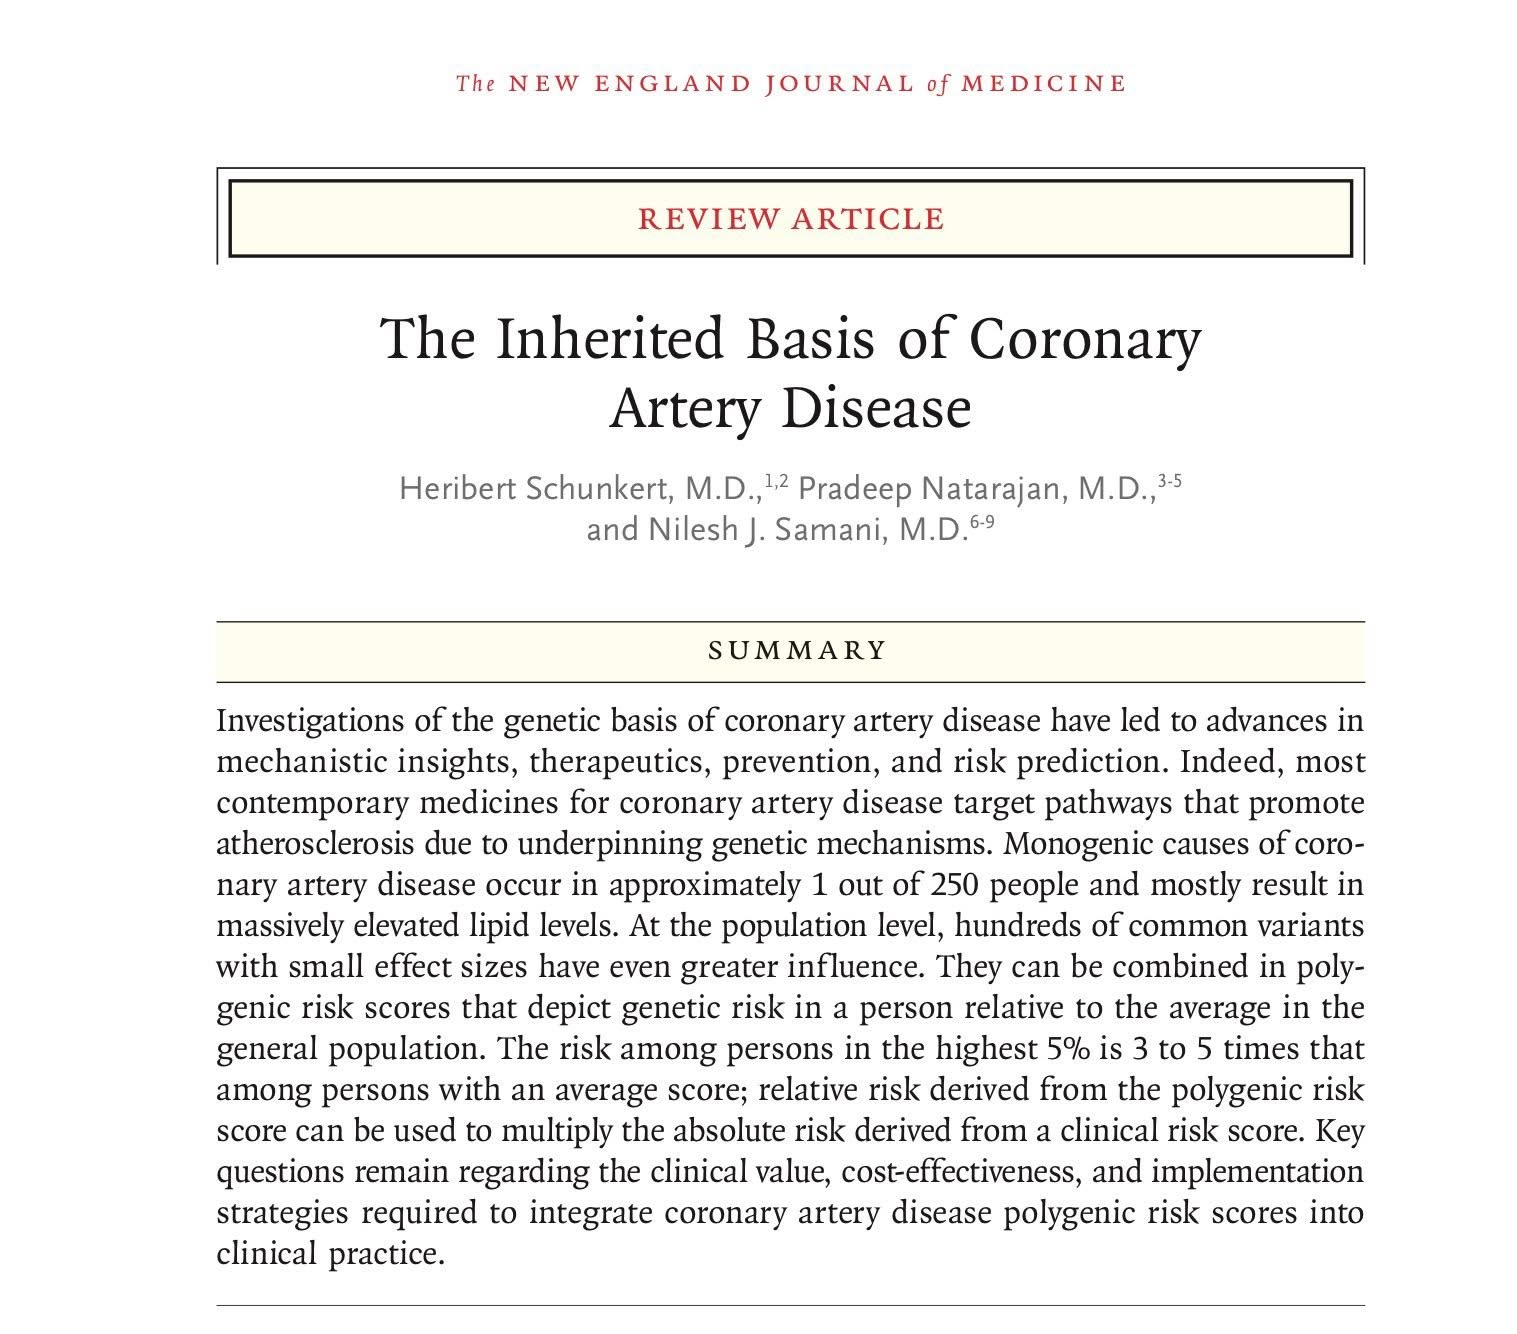 The NEW ENGLAND JOURNAL of MEDICINE
REVIEW ARTICLE
The Inherited Basis of Coronary
Artery Disease
Heribert Schunkert, M.D.,1,2 Pradeep Natarajan, M.D.,3-5
and Nilesh J. Samani, M.D.6-9
SUMMARY
Investigations of the genetic basis of coronary artery disease have led to advances in
mechanistic insights, therapeutics, prevention, and risk prediction. Indeed, most
contemporary medicines for coronary artery disease target pathways that promote
atherosclerosis due to underpinning genetic mechanisms. Monogenic causes of coro-
nary artery disease occur in approximately 1 out of 250 people and mostly result in
massively elevated lipid levels. At the population level, hundreds of common variants
with small effect sizes have even greater influence. They can be combined in poly-
genic risk scores that depict genetic risk in a person relative to the average in the
general population. The risk among persons in the highest 5% is 3 to 5 times that
among persons with an average score; relative risk derived from the polygenic risk
score can be used to multiply the absolute risk derived from a clinical risk score. Key
questions remain regarding the clinical value, cost-effectiveness, and implementation
strategies required to integrate coronary artery disease polygenic risk scores into
clinical practice.